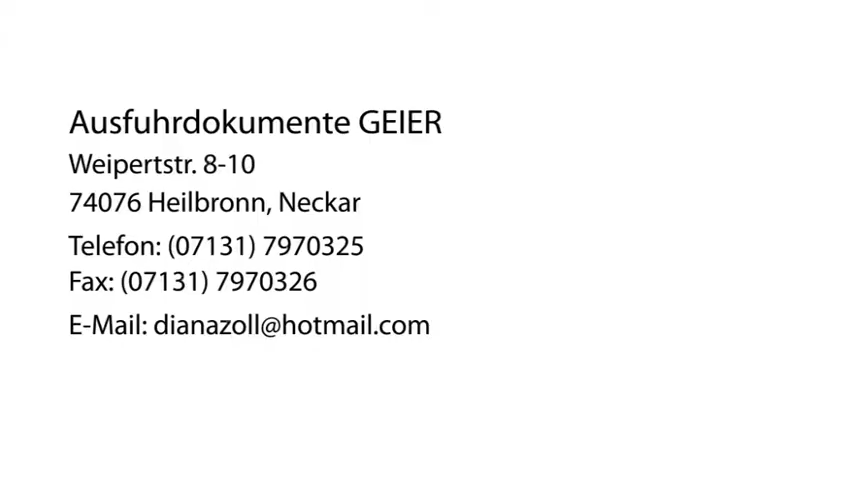 Ausfuhrdokumente GEIER
Weipertstr. 8-10
74076 Heilbronn, Neckar
Telefon: (07131) 7970325
Fax: (07131) 7970326
E-Mail: dianazoll@hotmail.com